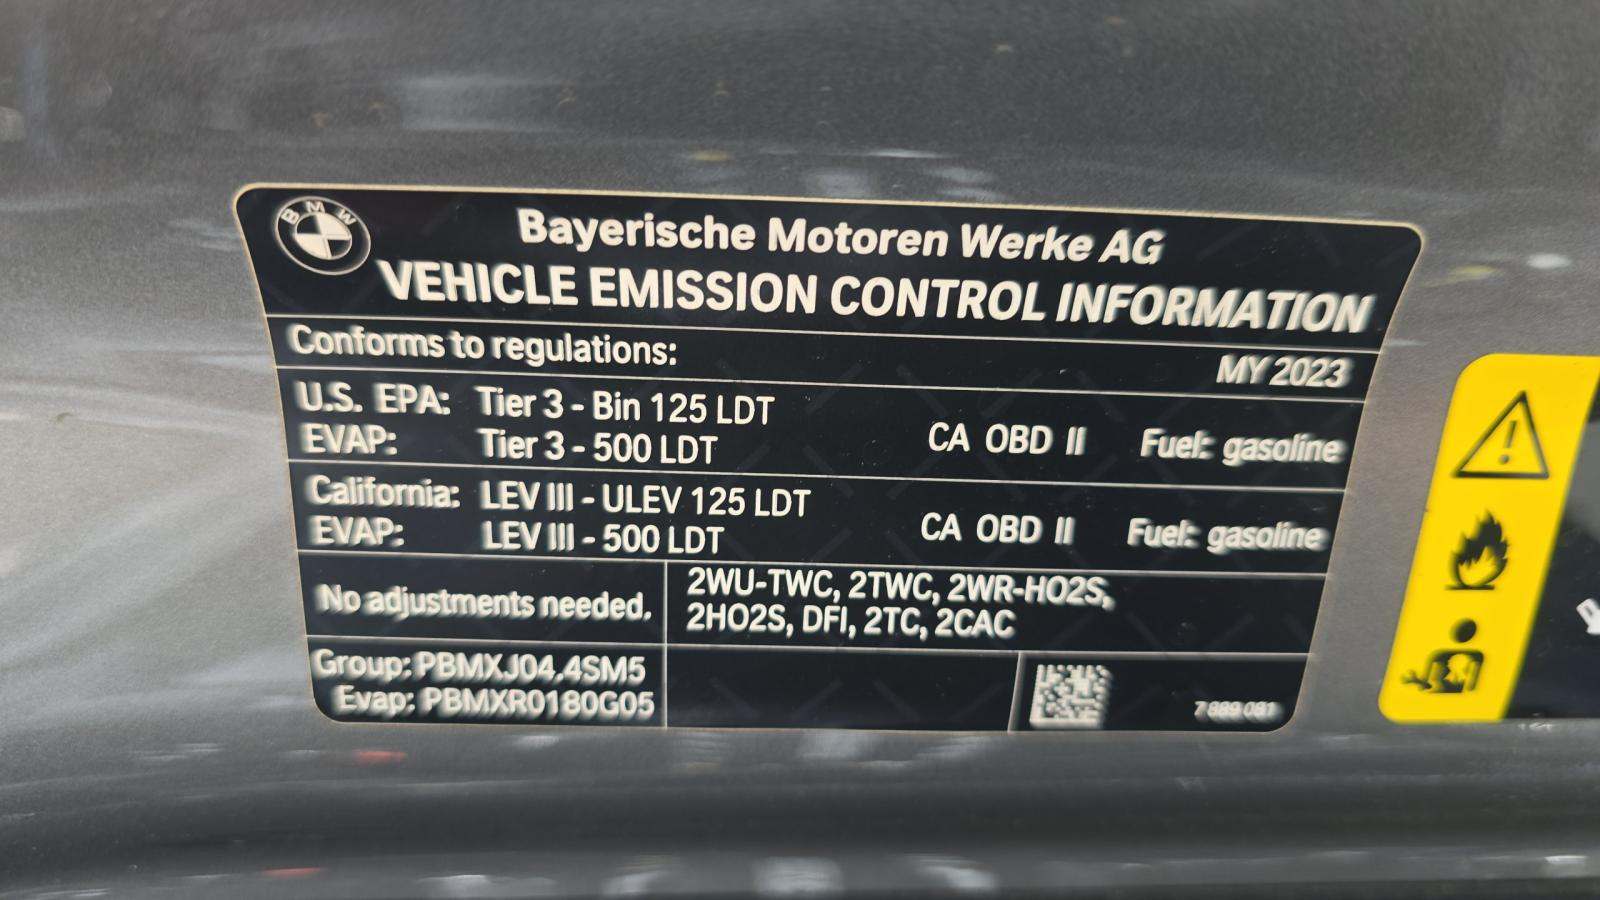 BMW
Bayerische Motoren Werke AG
VEHICLE EMISSION CONTROL INFORMATION
Conforms to regulations: MY 2023
U.S. EPA: Tier 3 - Bin 125 LDT
EVAP: Tier 3 - 500 LDT CA OBD II Fuel: gasoline
California: LEV III - ULEV 125 LDT
EVAP: LEV III - 500 LDT CA OBD II Fuel: gasoline
No adjustments needed. 2WU-TWC, 2TWC, 2WR-HO2S,
2HO2S, DFI, 2TC, 2CAC
Group: PBMXJ04.4SM5
Evap: PBMXR0180G05
7 889 081